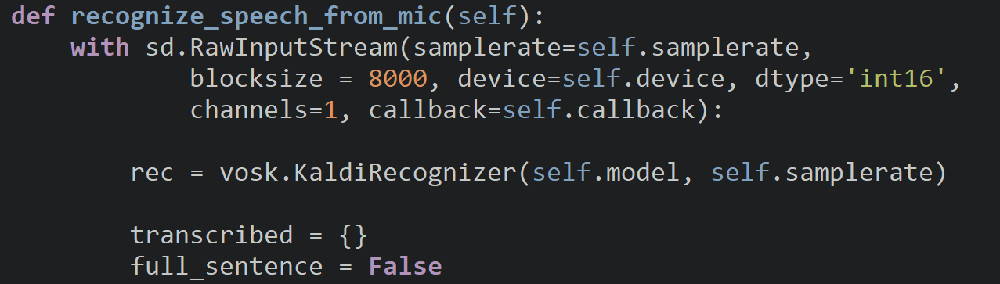 def recognize_speech_from_mic(self):
    with sd.RawInputStream(samplerate=self.samplerate,
            blocksize = 8000, device=self.device, dtype='int16',
            channels=1, callback=self.callback):
        rec = vosk.KaldiRecognizer(self.model, self.samplerate)
        transcribed = {}
        full_sentence = False